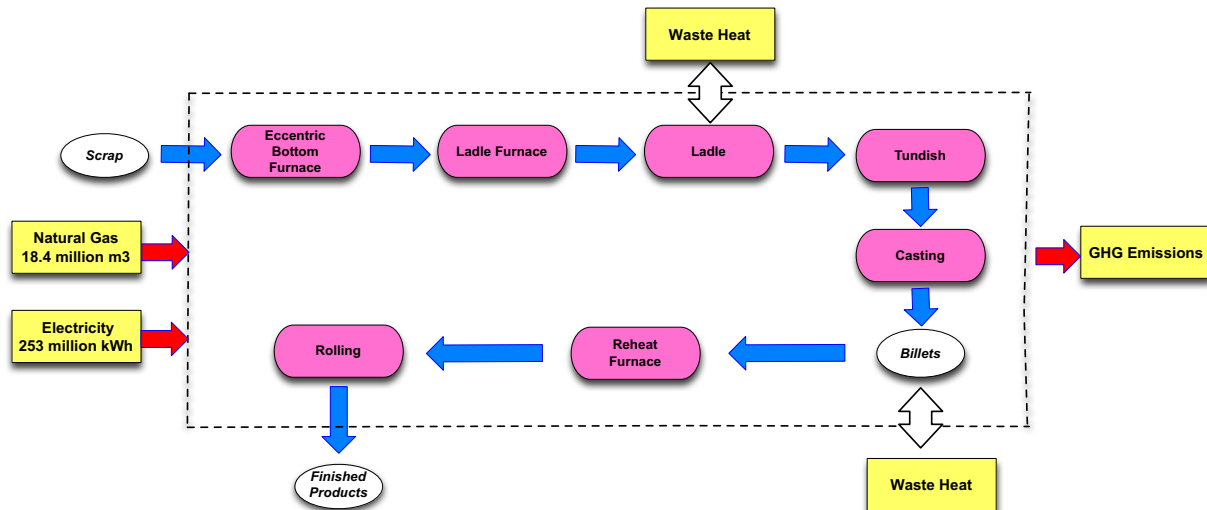 Waste Heat
Scrap
Eccentric
Bottom
Furnace
Ladle Furnace
Ladle
Tundish
Natural Gas
18.4 million m3
Casting
GHG Emissions
Electricity
253 million kWh
Rolling
Reheat
Furnace
Billets
Finished
Products
Waste Heat